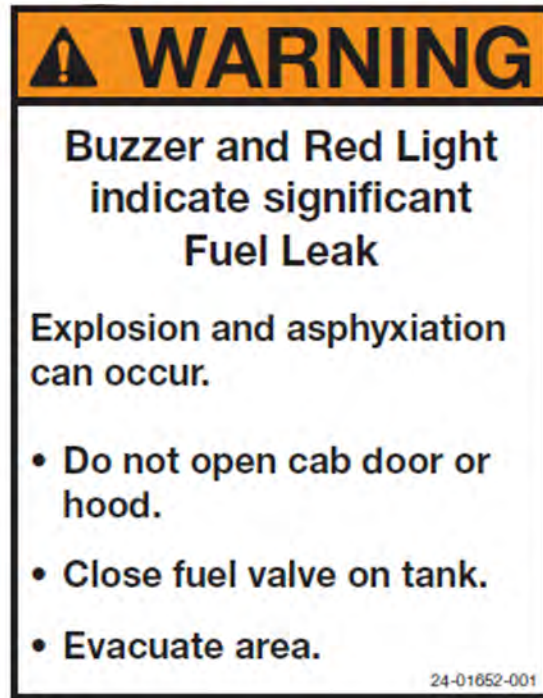 WARNING
Buzzer and Red Light
indicate significant
Fuel Leak
Explosion and asphyxiation
can occur.
• Do not open cab door or
hood.
• Close fuel valve on tank.
• Evacuate area.
24-01652-001